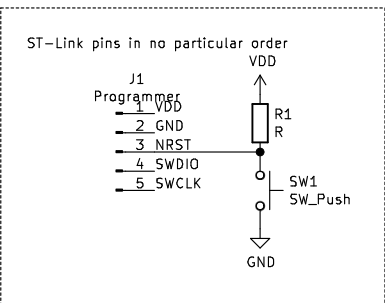 ST-Link pins in no particular order
VDD
J1
Programmer
1 VDD
2 GND
3 NRST
4 SWDIO
5 SWCLK
R1
R
SW1
SW_Push
GND